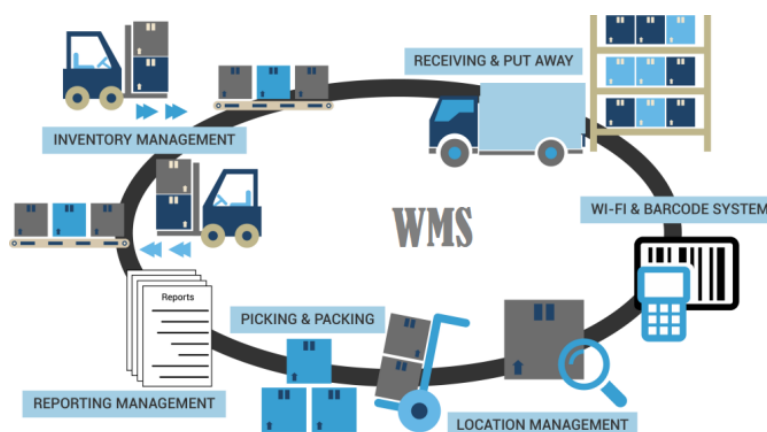 RECEIVING & PUT AWAY
INVENTORY MANAGEMENT
WI-FI & BARCODE SYSTEM
WMS
Reports
PICKING & PACKING
REPORTING MANAGEMENT
LOCATION MANAGEMENT